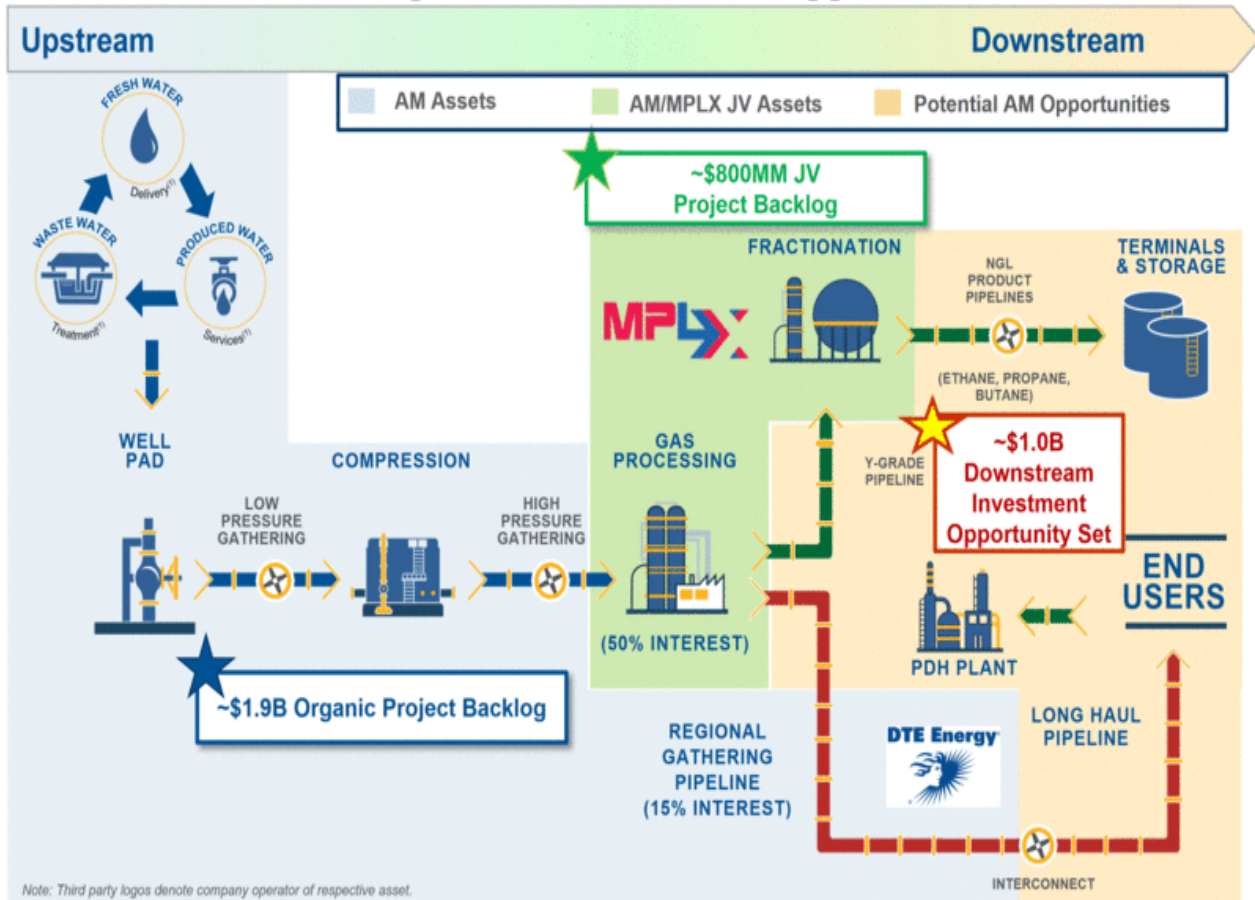 Upstream
Downstream
AM Assets
AM/MPLX JV Assets
Potential AM Opportunities
FRESH WATER
Delivery(1)
WASTE WATER
Treatment(1)
PRODUCED WATER
Services(1)
~$800MM JV
Project Backlog
FRACTIONATION
MPLX
NGL
PRODUCT
PIPELINES
(ETHANE, PROPANE,
BUTANE)
TERMINALS
& STORAGE
WELL
PAD
LOW
PRESSURE
GATHERING
COMPRESSION
HIGH
PRESSURE
GATHERING
GAS
PROCESSING
(50% INTEREST)
Y-GRADE
PIPELINE
~$1.0B
Downstream
Investment
Opportunity Set
END
USERS
PDH PLANT
~$1.9B Organic Project Backlog
REGIONAL
GATHERING
PIPELINE
(15% INTEREST)
DTE Energy
LONG HAUL
PIPELINE
INTERCONNECT
Note: Third party logos denote company operator of respective asset.